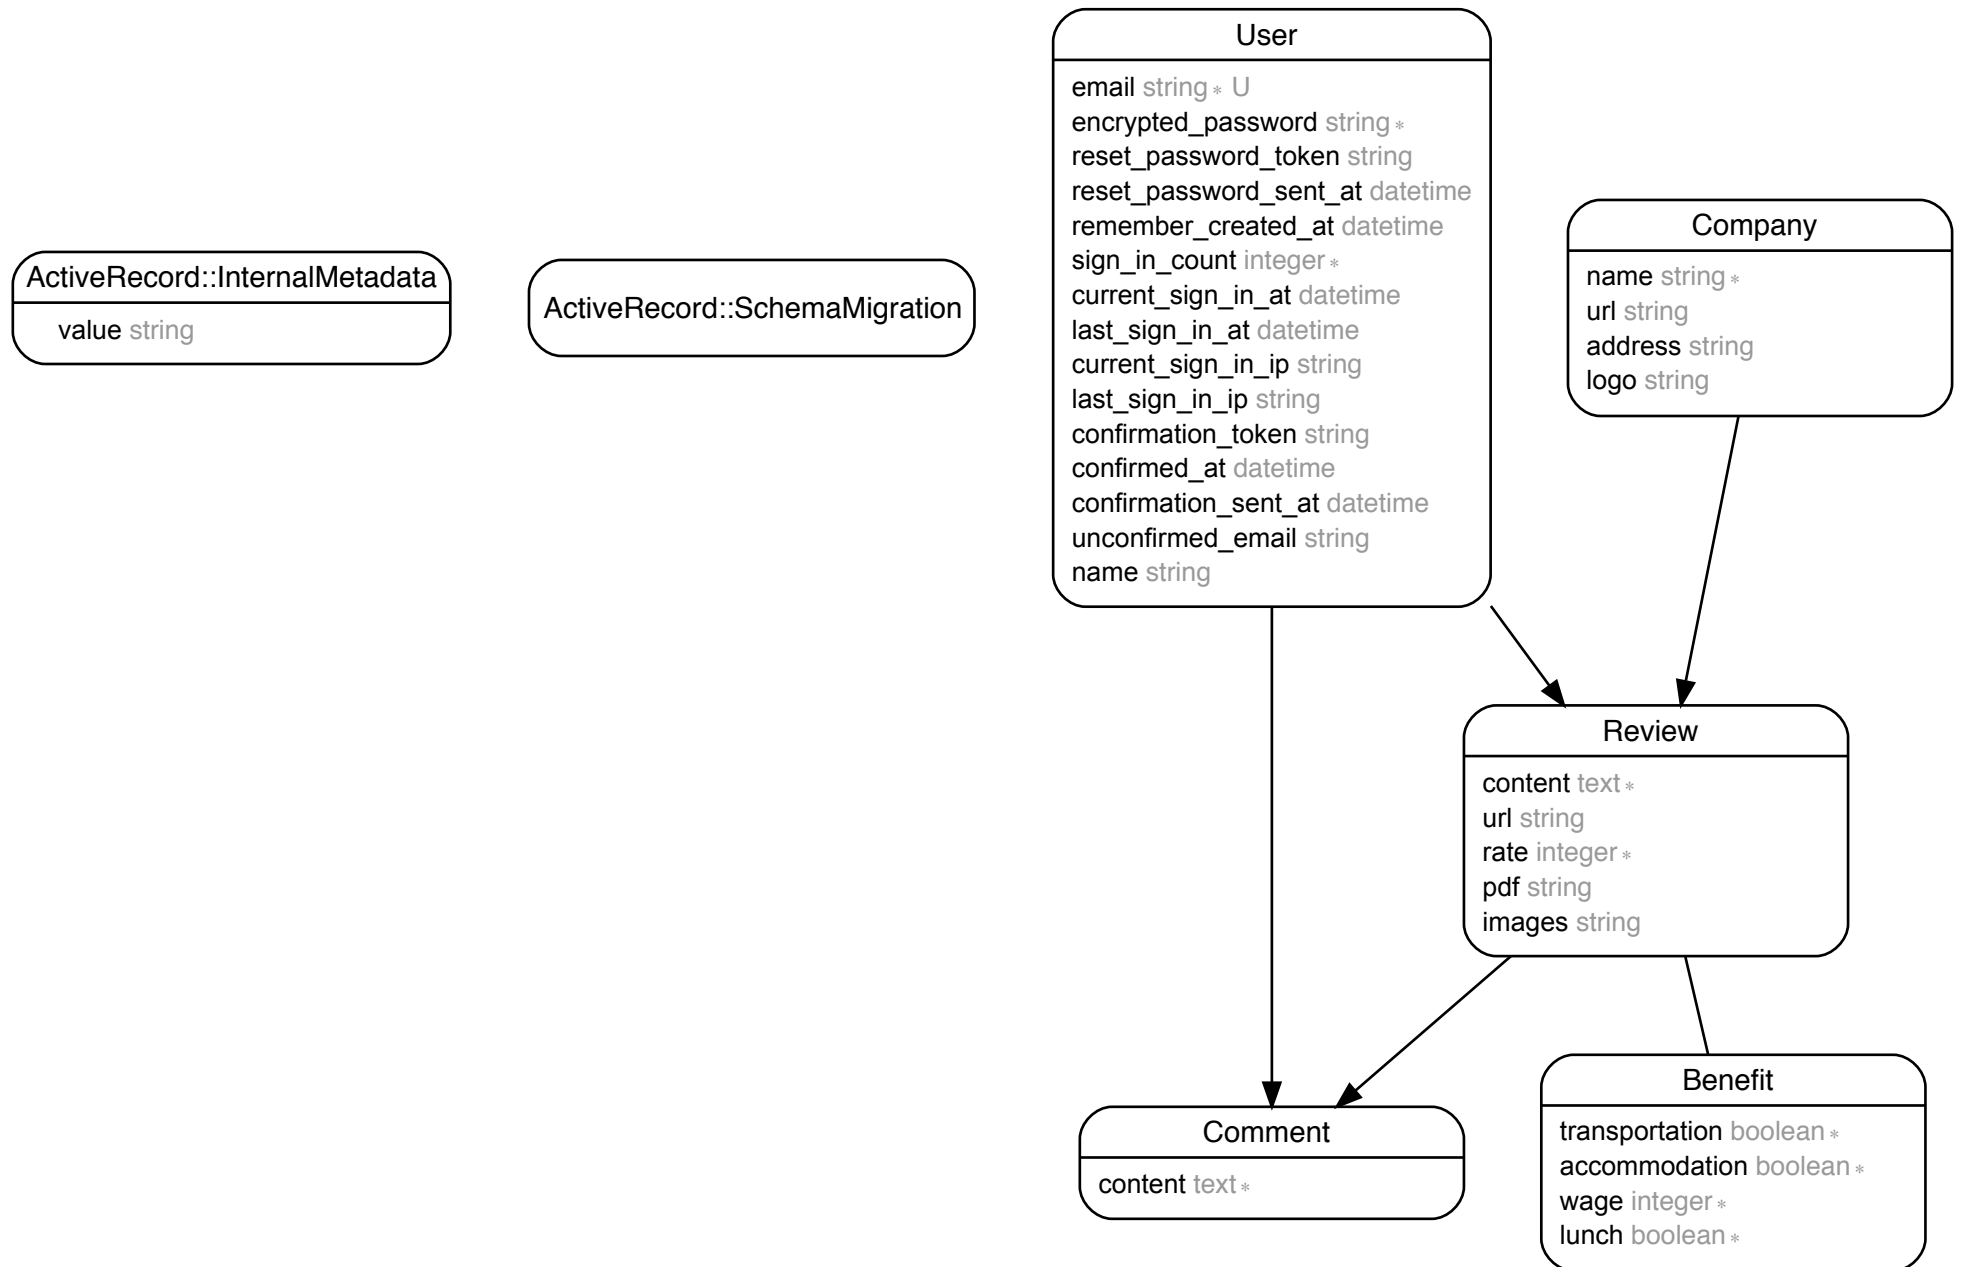 ActiveRecord::InternalMetadata
value string
ActiveRecord::SchemaMigration
User
email string∗ U
encrypted_password string∗
reset_password_token string
reset_password_sent_at datetime
remember_created_at datetime
sign_in_count integer∗
current_sign_in_at datetime
last_sign_in_at datetime
current_sign_in_ip string
last_sign_in_ip string
confirmation_token string
confirmed_at datetime
confirmation_sent_at datetime
unconfirmed_email string
name string
Company
name string∗
url string
address string
logo string
Review
content text∗
url string
rate integer∗
pdf string
images string
Comment
content text∗
Benefit
transportation boolean∗
accommodation boolean∗
wage integer∗
lunch boolean∗